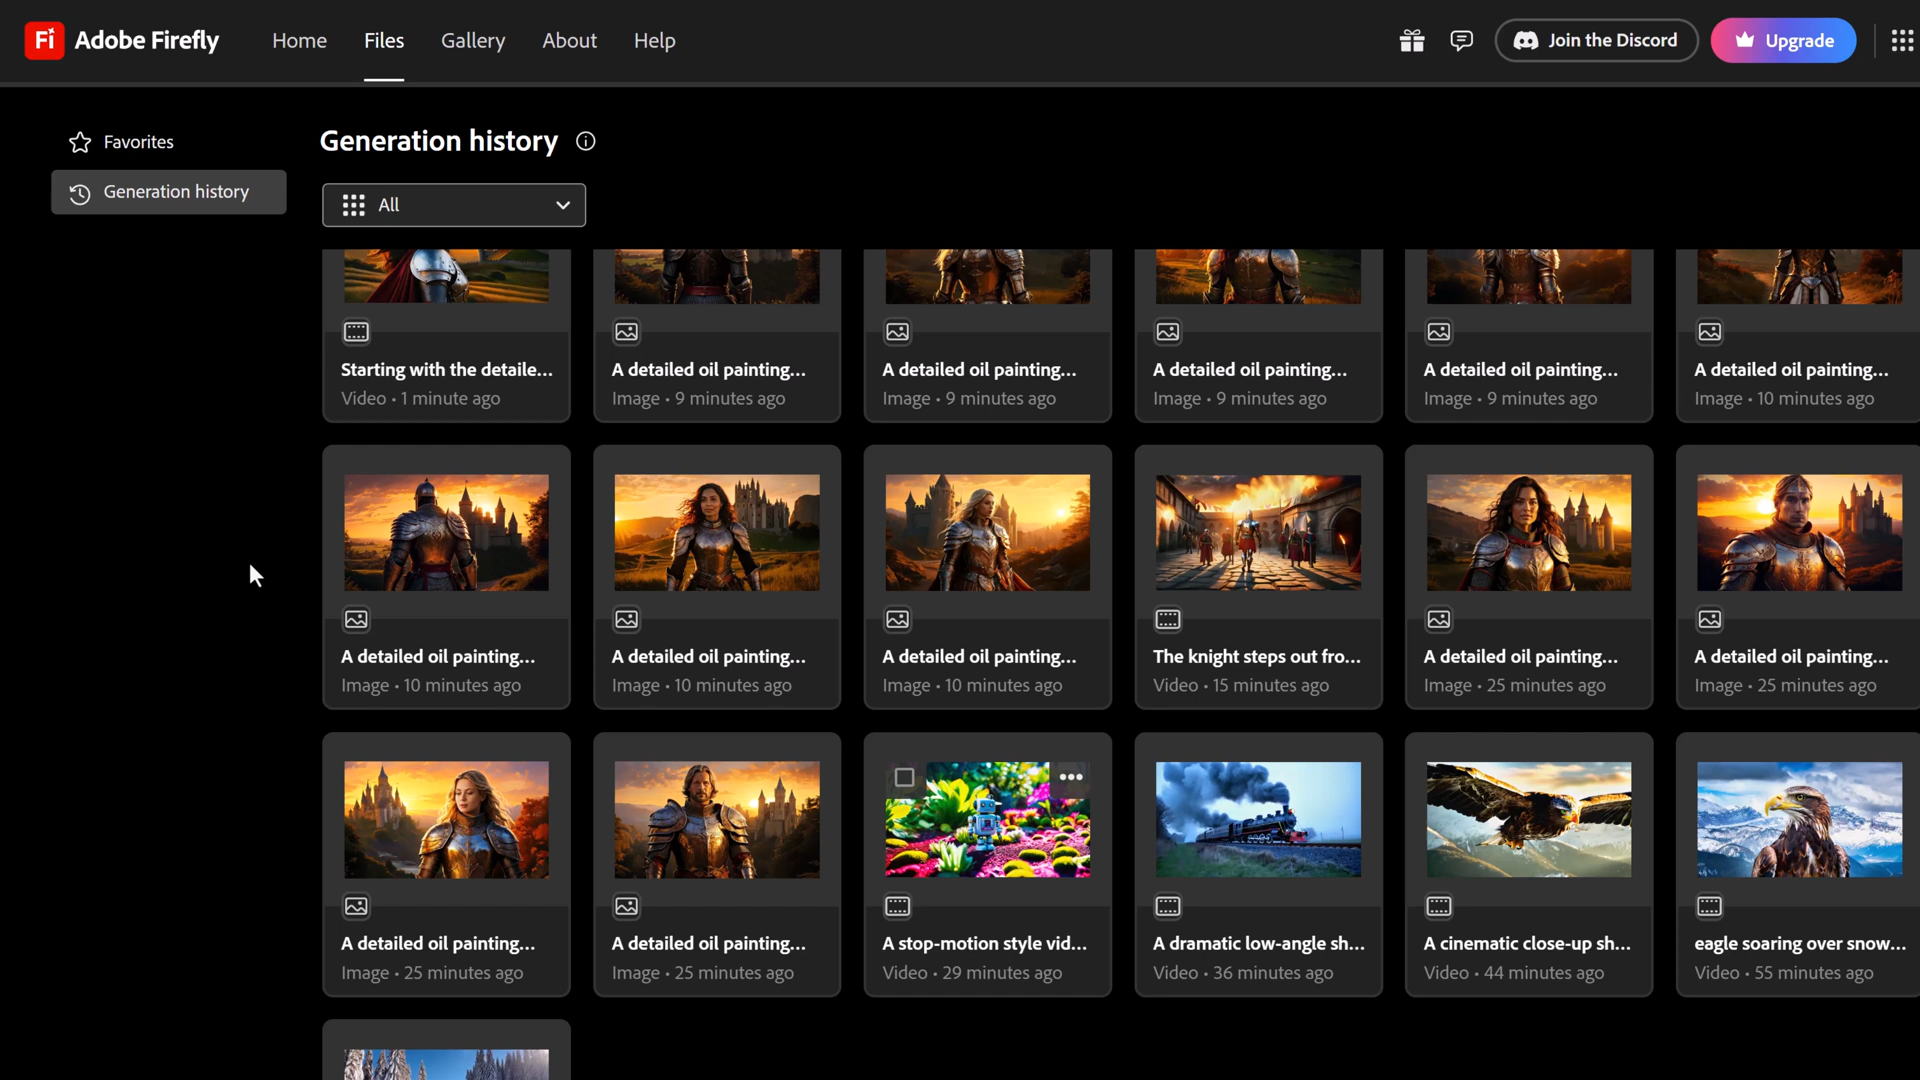 Fi Adobe Firefly Home Files Gallery About Help Join the Discord Upgrade
Favorites
Generation history
Generation history
All
Starting with the detaile... A detailed oil painting... A detailed oil painting... A detailed oil painting... A detailed oil painting... A detailed oil painting...
Video • 1 minute ago Image • 9 minutes ago Image • 9 minutes ago Image • 9 minutes ago Image • 9 minutes ago Image • 10 minutes ago
A detailed oil painting... A detailed oil painting... A detailed oil painting... The knight steps out fro... A detailed oil painting... A detailed oil painting...
Image • 10 minutes ago Image • 10 minutes ago Image • 10 minutes ago Video • 15 minutes ago Image • 25 minutes ago Image • 25 minutes ago
A detailed oil painting... A detailed oil painting... A stop-motion style vid... A dramatic low-angle sh... A cinematic close-up sh... eagle soaring over snow...
Image • 25 minutes ago Image • 25 minutes ago Video • 29 minutes ago Video • 36 minutes ago Video • 44 minutes ago Video • 55 minutes ago